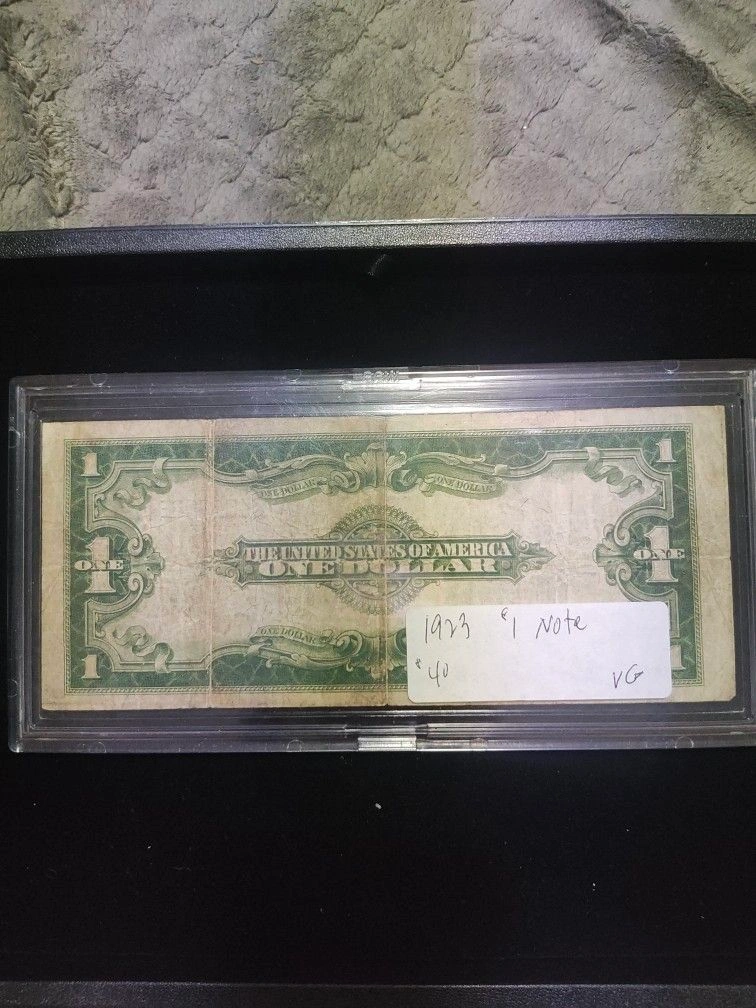 1 1
ONE DOLLAR ONE DOLLAR
THE UNITED STATES OF AMERICA
ONE ONE DOLLAR ONE
ONE DOLLAR
1 1
1923 $1 Note
$40 VG